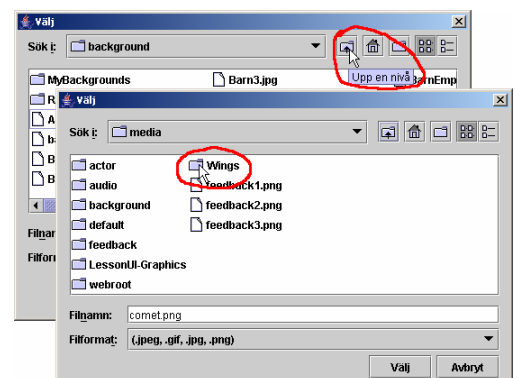 Välj
Sök i: background
MyBackgrounds Barn3.jpg
Upp en nivå
Välj
Sök i: media
actor Wings
audio feedback1.png
background feedback2.png
default feedback3.png
feedback
LessonUI-Graphics
webroot
Filnamn: comet.png
Filformat: (.jpeg, .gif, .jpg, .png)
Välj Avbryt